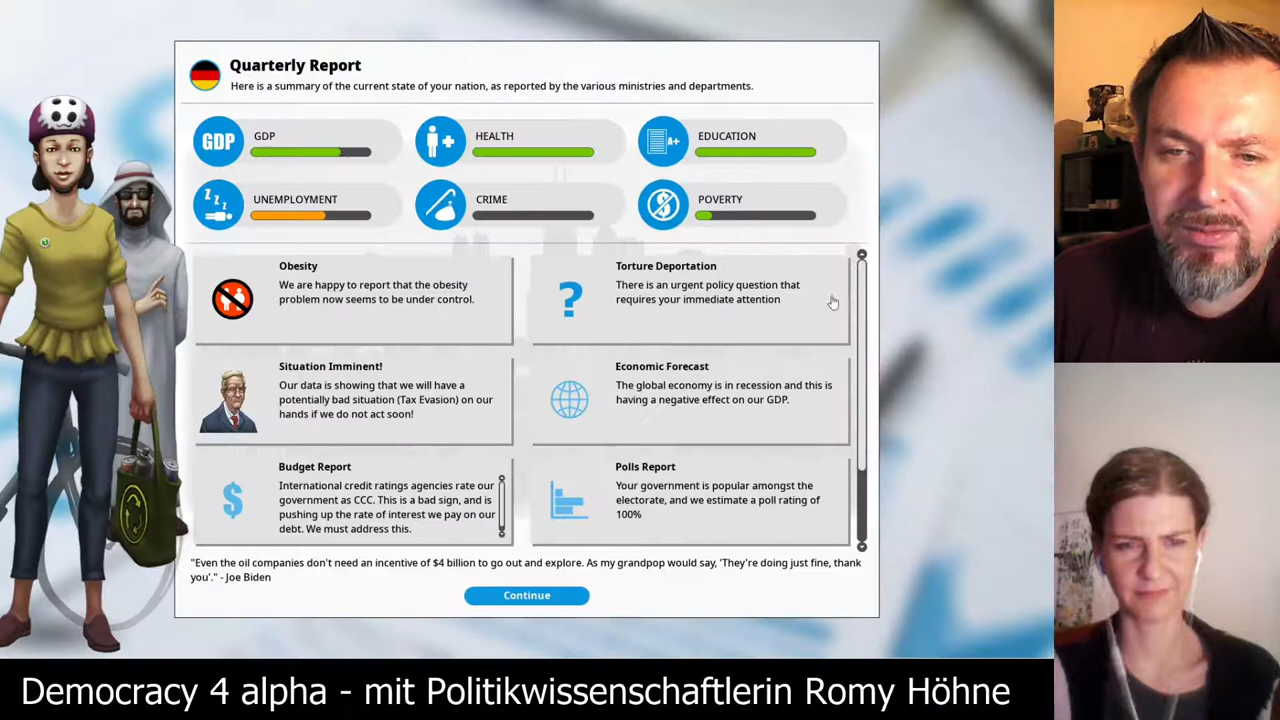 Quarterly Report
Here is a summary of the current state of your nation, as reported by the various ministries and departments.
GDP
GDP
HEALTH
A+
EDUCATION
Z Z Z
UNEMPLOYMENT
CRIME
$
POVERTY
Obesity
We are happy to report that the obesity
problem now seems to be under control.
?
Torture Deportation
There is an urgent policy question that
requires your immediate attention
Situation Imminent!
Our data is showing that we will have a
potentially bad situation (Tax Evasion) on our
hands if we do not act soon!
Economic Forecast
The global economy is in recession and this is
having a negative effect on our GDP.
$
Budget Report
International credit ratings agencies rate our
government as CCC. This is a bad sign, and is
pushing up the rate of interest we pay on our
debt. We must address this.
Polls Report
Your government is popular amongst the
electorate, and we estimate a poll rating of
100%
"Even the oil companies don't need an incentive of $4 billion to go out and explore. As my grandpop would say, 'They're doing just fine, thank
you'." - Joe Biden
Continue
Democracy 4 alpha - mit Politikwissenschaftlerin Romy Höhne